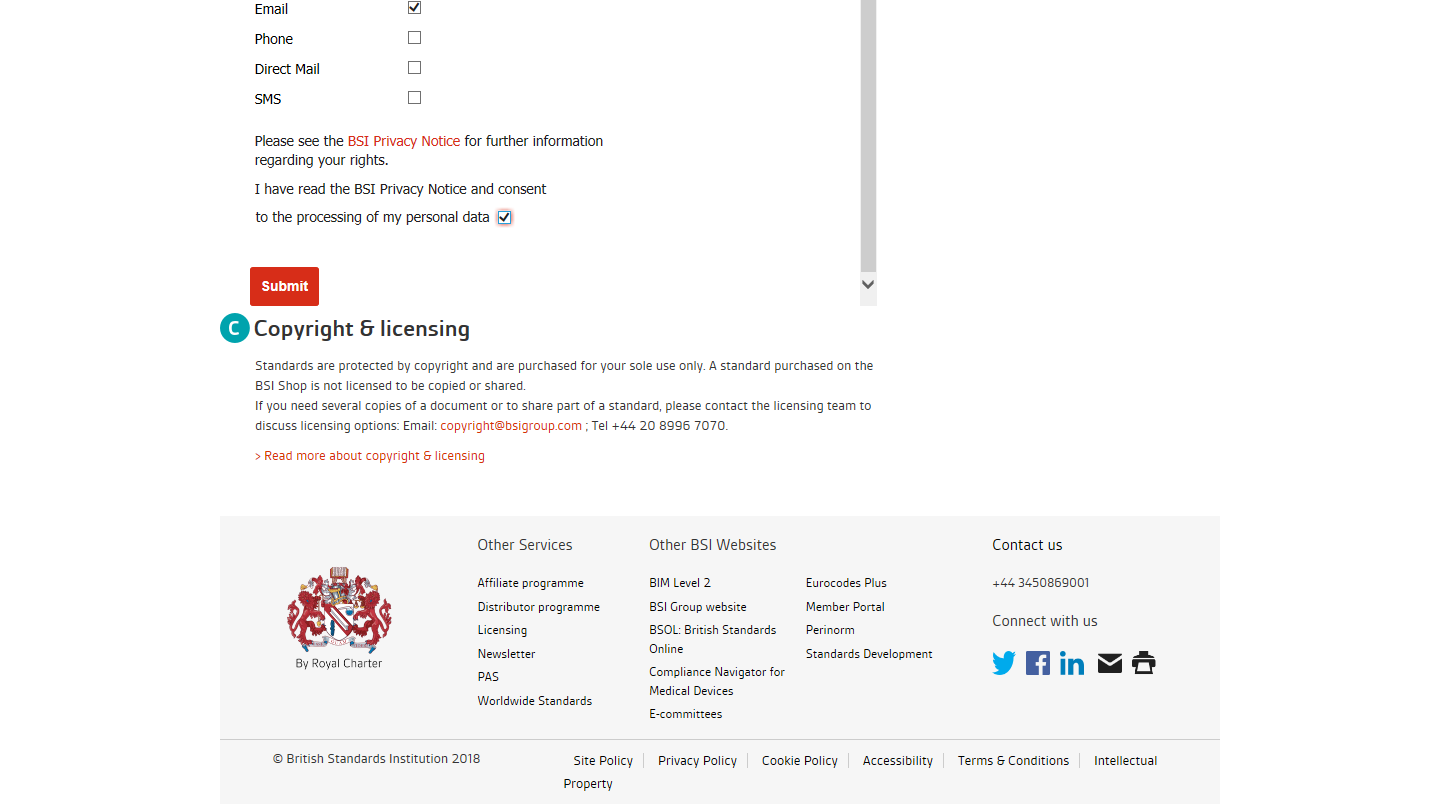 Email
Phone
Direct Mail
SMS
Please see the BSI Privacy Notice for further information
regarding your rights.
I have read the BSI Privacy Notice and consent
to the processing of my personal data
Submit
C Copyright & licensing
Standards are protected by copyright and are purchased for your sole use only. A standard purchased on the
BSI Shop is not licensed to be copied or shared.
If you need several copies of a document or to share part of a standard, please contact the licensing team to
discuss licensing options: Email: copyright@bsigroup.com ; Tel +44 20 8996 7070.
> Read more about copyright & licensing
By Royal Charter
Other Services
Affiliate programme
Distributor programme
Licensing
Newsletter
PAS
Worldwide Standards
Other BSI Websites
BIM Level 2
BSI Group website
BSOL: British Standards
Online
Compliance Navigator for
Medical Devices
E-committees
Eurocodes Plus
Member Portal
Perinorm
Standards Development
Contact us
+44 3450869001
Connect with us
© British Standards Institution 2018
Site Policy Privacy Policy Cookie Policy Accessibility Terms & Conditions Intellectual
Property